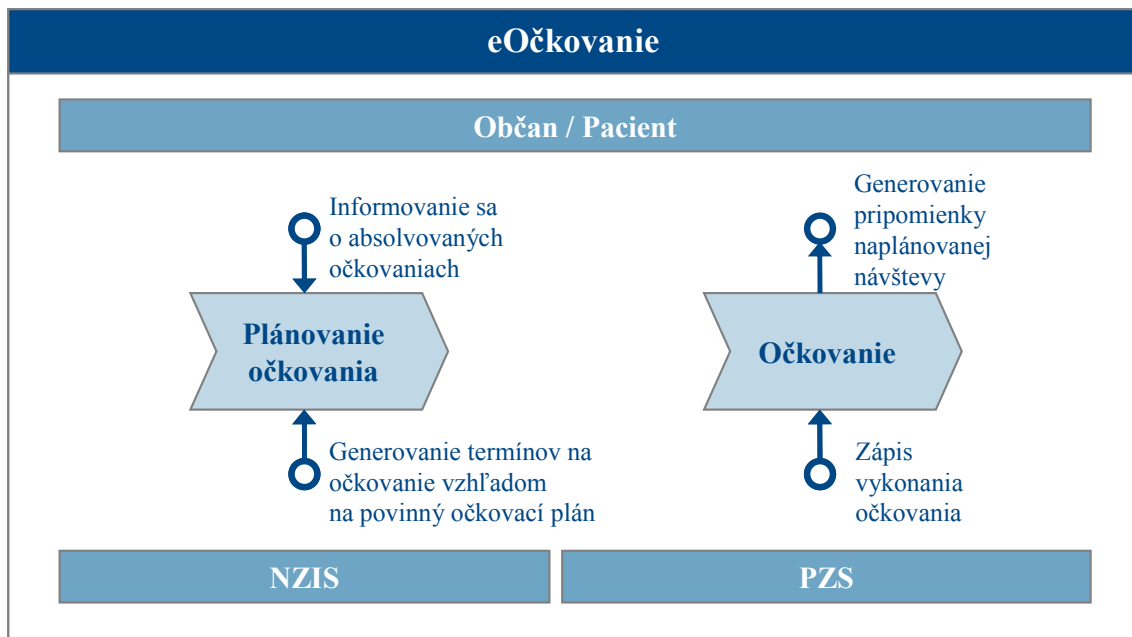 eOčkovanie
Občan / Pacient
Informovanie sa
o absolvovaných
očkovaniach
Generovanie
pripomienky
naplánovanej
návštevy
Plánovanie
očkovania
Očkovanie
Generovanie termínov na
očkovanie vzhľadom
na povinný očkovací plán
Zápis
vykonania
očkovania
NZIS
PZS